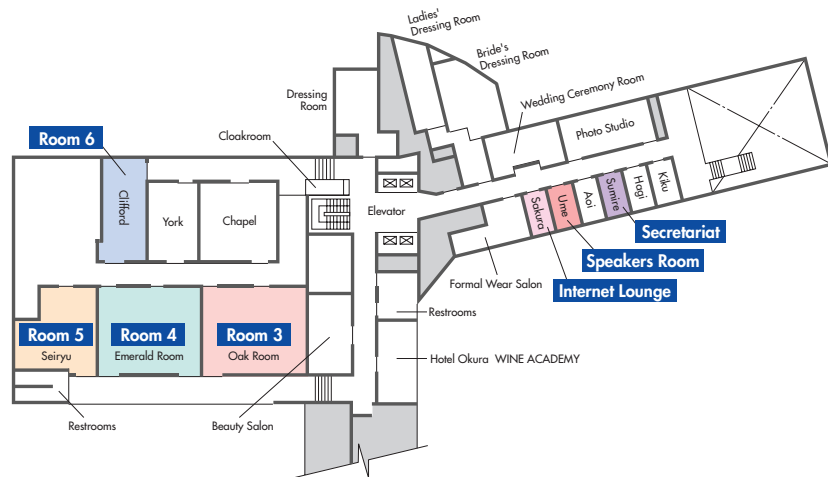 Ladies'
Dressing Room
Bride's
Dressing Room
Wedding Ceremony Room
Photo Studio
Dressing
Room
Cloakroom
Room 6
Clifford
York
Chapel
Elevator
Sakura
Ume
Aoi
Sumire
Hagi
Kiku
Secretariat
Speakers Room
Internet Lounge
Formal Wear Salon
Restrooms
Room 5
Seiryu
Room 4
Emerald Room
Room 3
Oak Room
Hotel Okura WINE ACADEMY
Restrooms
Beauty Salon